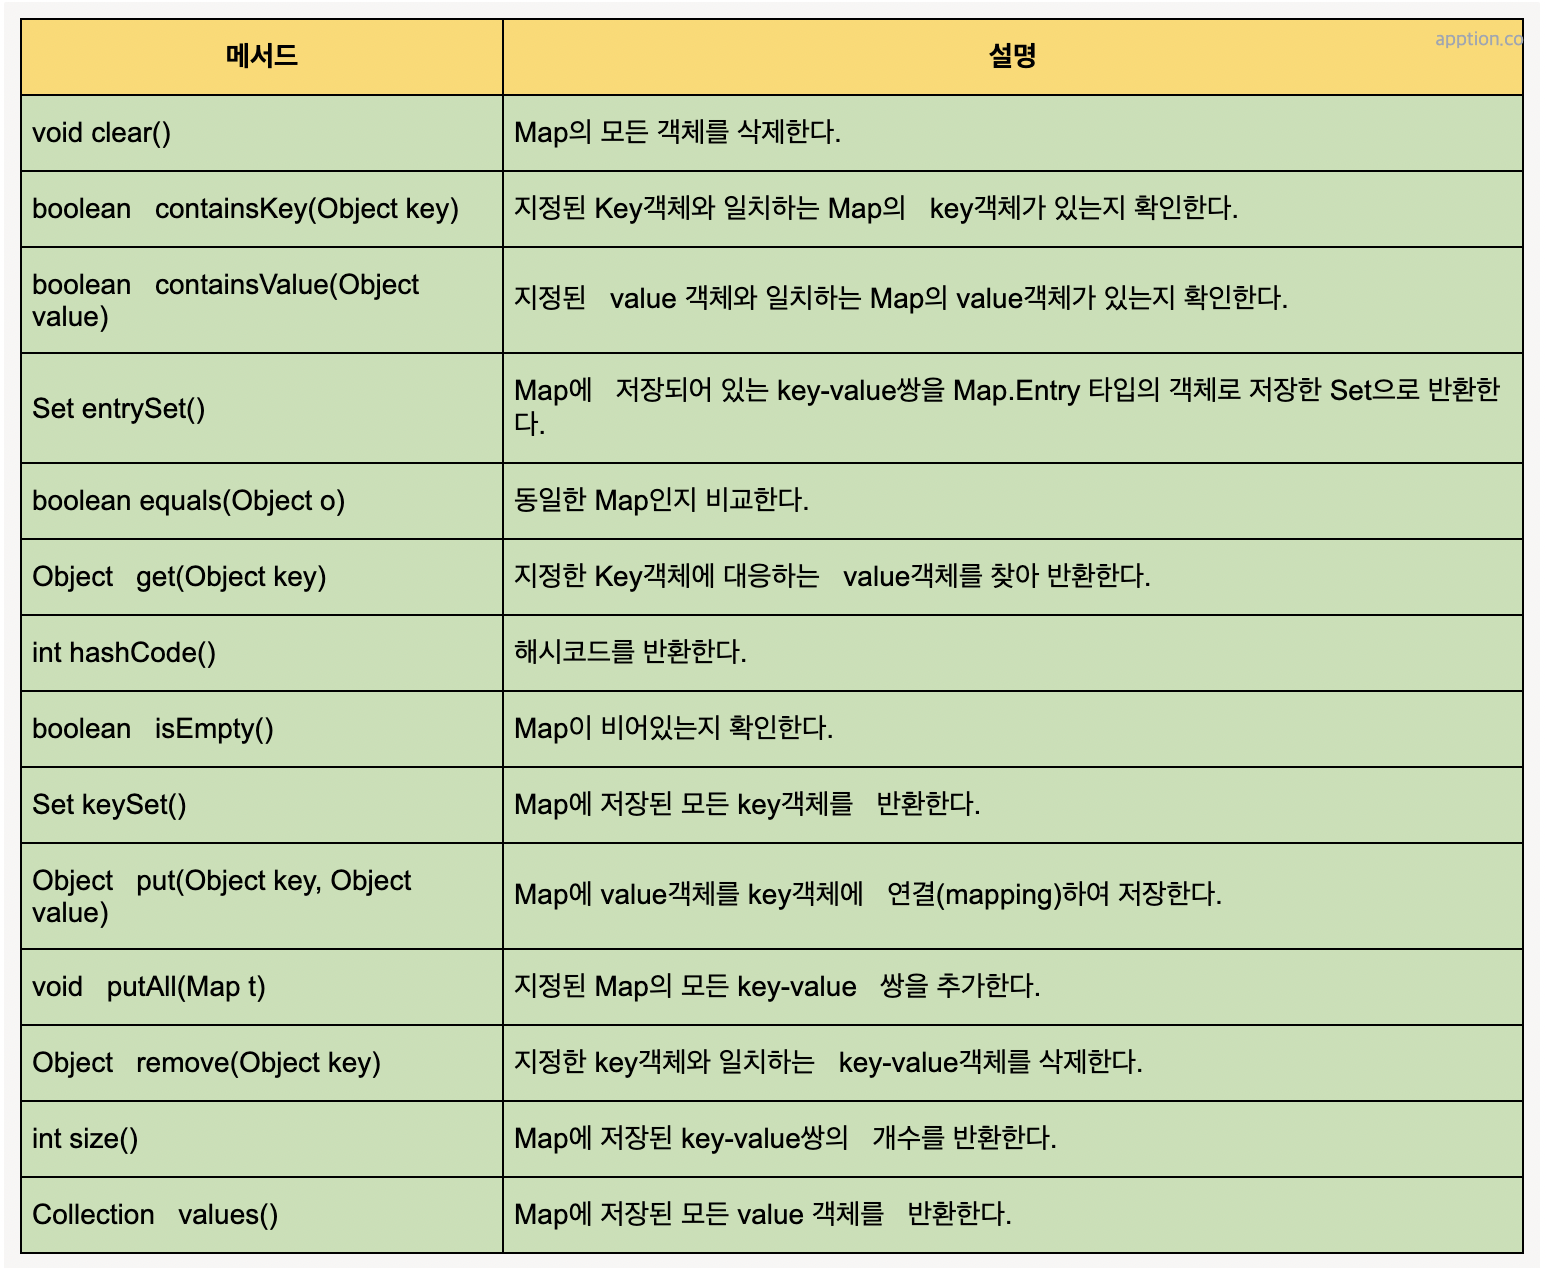 메서드 설명
apption.co
void clear() Map의 모든 객체를 삭제한다.
boolean containsKey(Object key) 지정된 Key객체와 일치하는 Map의 key객체가 있는지 확인한다.
boolean containsValue(Object
value)
지정된 value 객체와 일치하는 Map의 value객체가 있는지 확인한다.
Set entrySet()
Map에 저장되어 있는 key-value쌍을 Map.Entry 타입의 객체로 저장한 Set으로 반환한
다.
boolean equals(Object o) 동일한 Map인지 비교한다.
Object get(Object key) 지정한 Key객체에 대응하는 value객체를 찾아 반환한다.
int hashCode() 해시코드를 반환한다.
boolean isEmpty() Map이 비어있는지 확인한다.
Set keySet() Map에 저장된 모든 key객체를 반환한다.
Object put(Object key, Object
value)
Map에 value객체를 key객체에 연결(mapping)하여 저장한다.
void putAll(Map t) 지정된 Map의 모든 key-value 쌍을 추가한다.
Object remove(Object key) 지정한 key객체와 일치하는 key-value객체를 삭제한다.
int size() Map에 저장된 key-value쌍의 개수를 반환한다.
Collection values() Map에 저장된 모든 value 객체를 반환한다.